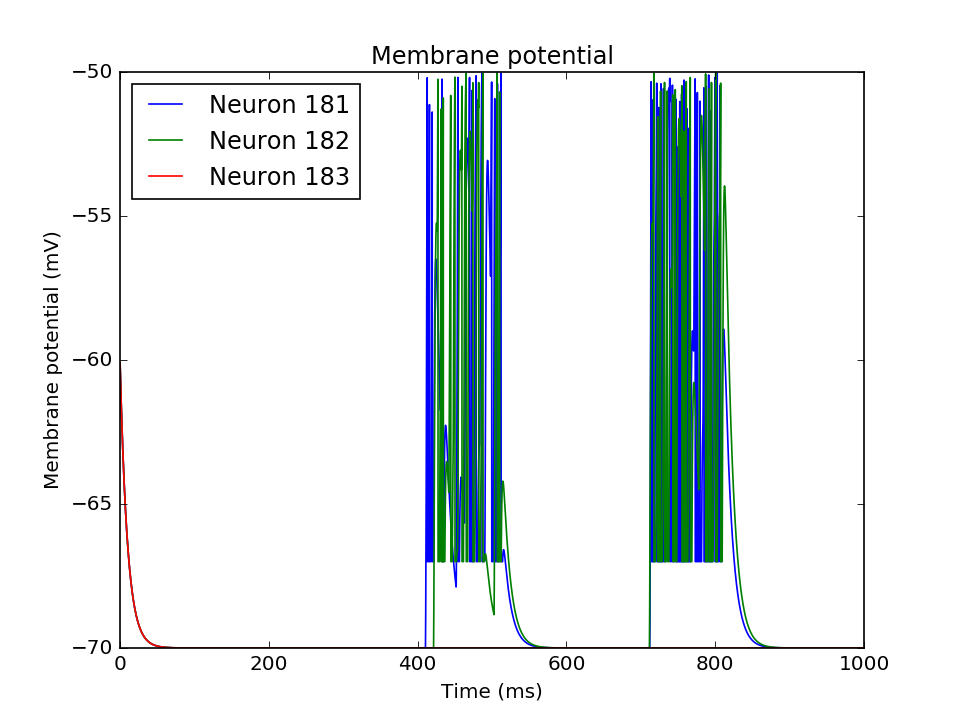 Membrane potential
−50
−55
−60
−65
−70
Membrane potential (mV)
Neuron 181
Neuron 182
Neuron 183
0
200
400
600
800
1000
Time (ms)